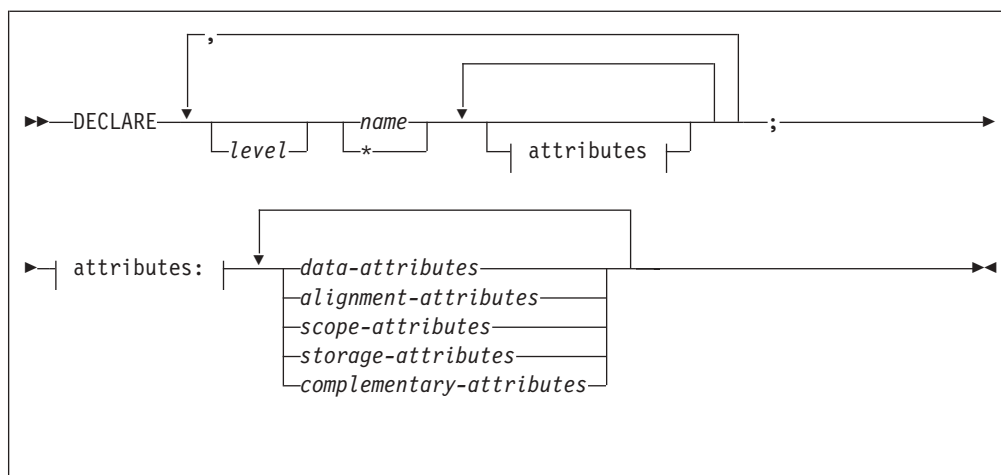 ,
DECLARE name ;
level * attributes
attributes: data-attributes
alignment-attributes
scope-attributes
storage-attributes
complementary-attributes